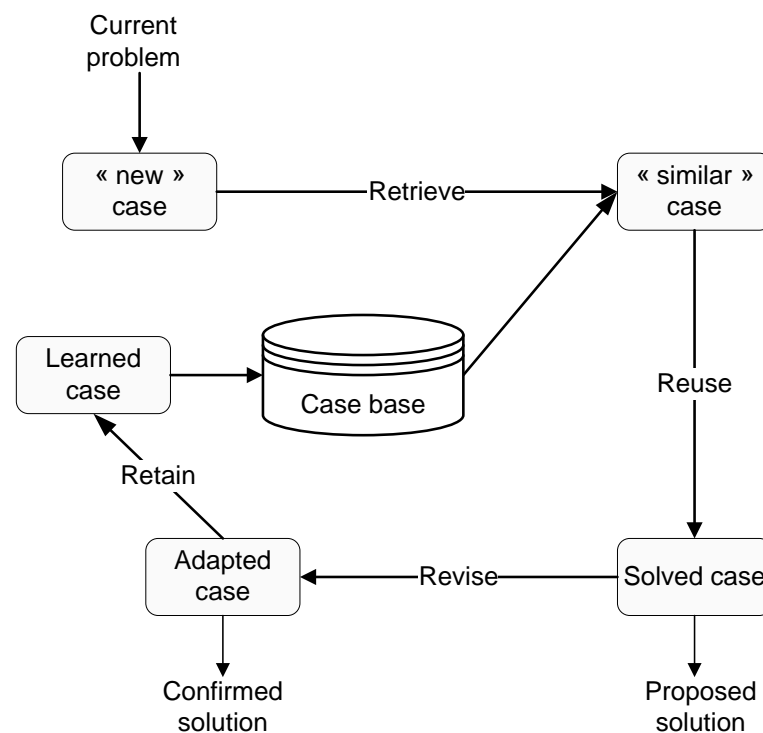 Current
problem
« new »
case
Retrieve
« similar »
case
Learned
case
Case base
Reuse
Retain
Adapted
case
Revise
Solved case
Confirmed
solution
Proposed
solution